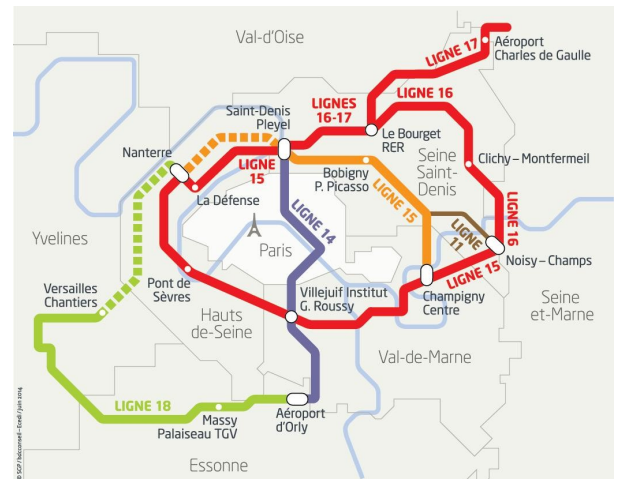 Val-d'Oise
LIGNE 17
Aéroport
Charles de Gaulle
Saint-Denis
Pleyel
LIGNES
16-17
LIGNE 16
Le Bourget
RER
Nanterre
LIGNE
15
Seine
Saint-
Denis
Clichy – Montfermeil
Bobigny
P. Picasso
La Défense
LIGNE 15
LIGNE 14
LIGNE
11
LIGNE 16
Yvelines
Paris
Noisy – Champs
LIGNE 15
Versailles
Chantiers
Pont de
Sèvres
Villejuif Institut
G. Roussy
Champigny
Centre
Seine
et-Marne
Hauts
de-Seine
Val-de-Marne
LIGNE 18
Massy
Palaiseau TGV
Aéroport
d'Orly
Essonne